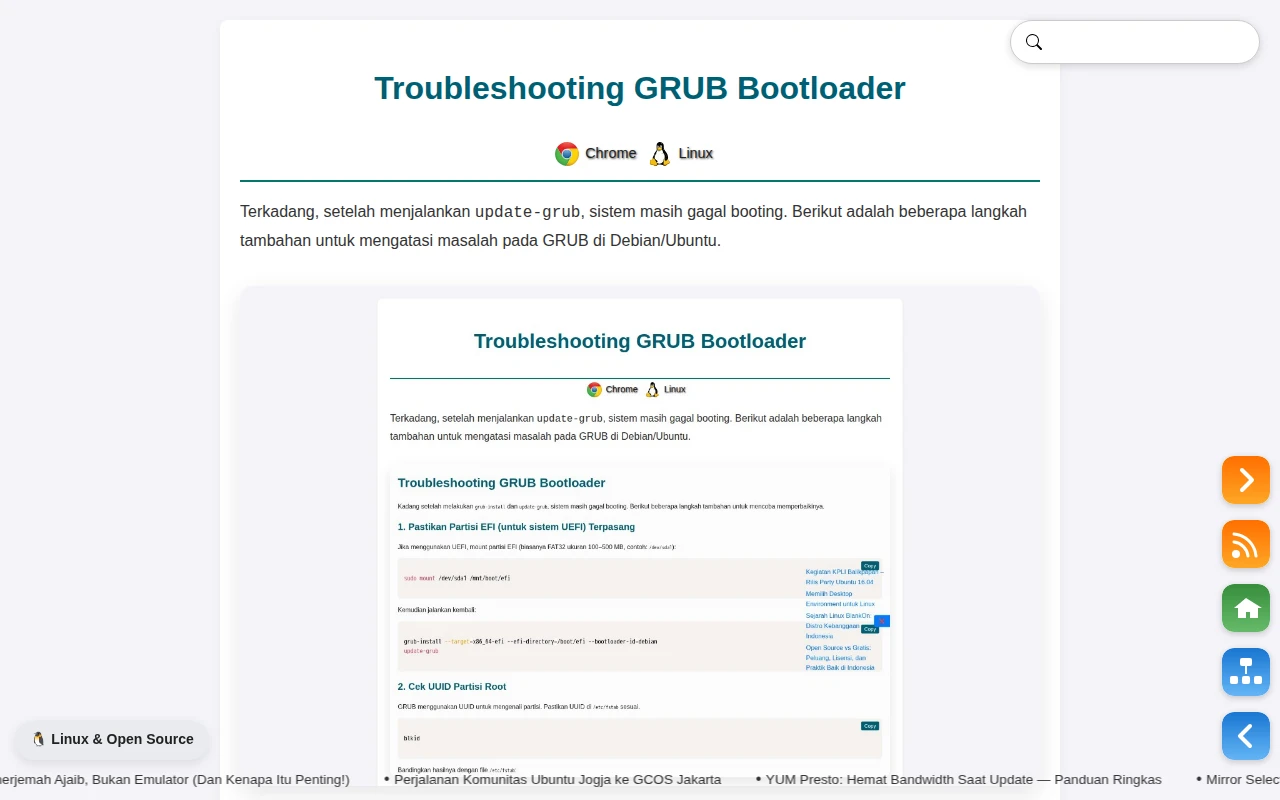 Troubleshooting GRUB Bootloader
Chrome Linux
Terkadang, setelah menjalankan update-grub, sistem masih gagal booting. Berikut adalah beberapa langkah
tambahan untuk mengatasi masalah pada GRUB di Debian/Ubuntu.
Troubleshooting GRUB Bootloader
Chrome Linux
Terkadang, setelah menjalankan update-grub, sistem masih gagal booting. Berikut adalah beberapa langkah
tambahan untuk mengatasi masalah pada GRUB di Debian/Ubuntu.
Troubleshooting GRUB Bootloader
Kadang setelah melakukan grub-install dan update-grub, sistem masih gagal booting. Berikut beberapa langkah tambahan untuk mencoba memperbaikinya.
1. Pastikan Partisi EFI (untuk sistem UEFI) Terpasang
Jika menggunakan UEFI, mount partisi EFI (biasanya FAT32 ukuran 100–500 MB, contoh: /dev/sda1):
Copy
sudo mount /dev/sda1 /mnt/boot/efi
Kegiatan KPLI Balikpapan –
Rilis Party Ubuntu 16.04
Memilih Desktop
Environment untuk Linux
Sejarah Linux BlankOn:
Distro Kebanggaan
Indonesia
Open Source vs Gratis:
Peluang, Lisensi, dan
Praktik Baik di Indonesia
Kemudian jalankan kembali:
Copy
grub-install --target=x86_64-efi --efi-directory=/boot/efi --bootloader-id=debian
update-grub
2. Cek UUID Partisi Root
GRUB menggunakan UUID untuk mengenali partisi. Pastikan UUID di /etc/fstab sesuai.
Copy
blkid
Bandingkan hasilnya dengan file /etc/fstab:
Linux & Open Source
nerjemah Ajaib, Bukan Emulator (Dan Kenapa Itu Penting!) • Perjalanan Komunitas Ubuntu Jogja ke GCOS Jakarta • YUM Presto: Hemat Bandwidth Saat Update — Panduan Ringkas • Mirror Selec